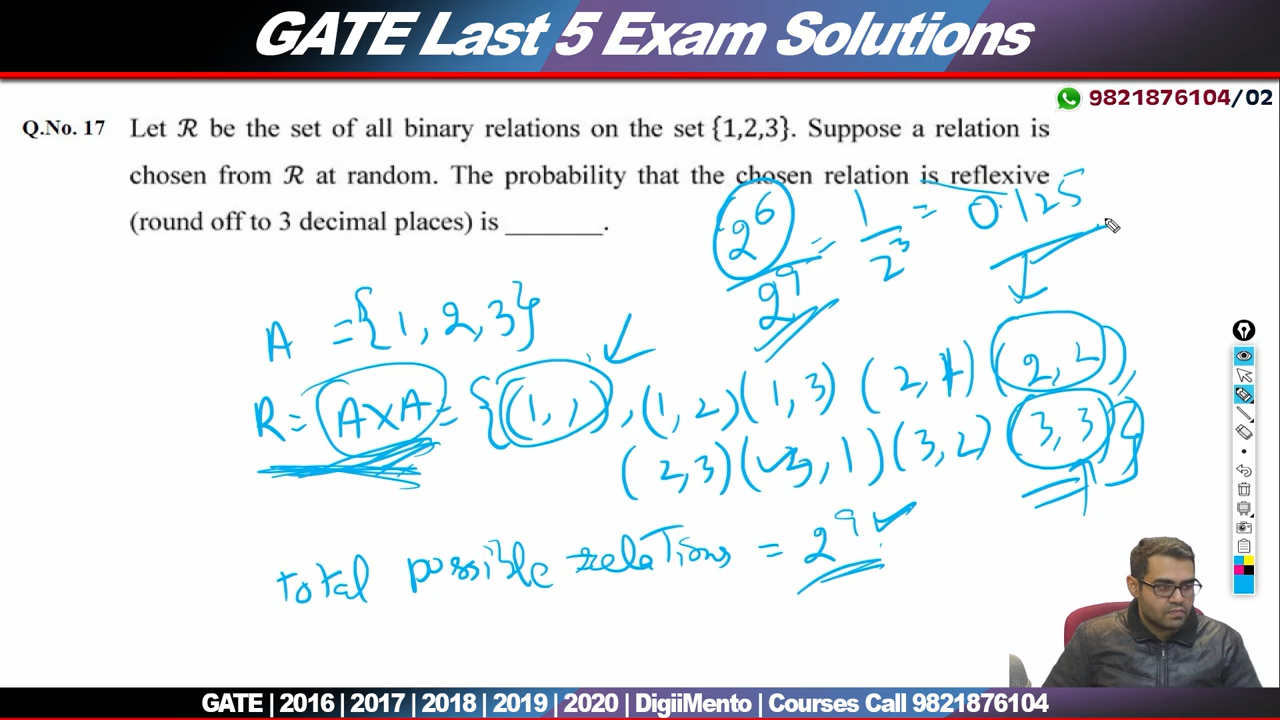 GATE Last 5 Exam Solutions
9821876104/02
Q.No. 17 Let ℛ be the set of all binary relations on the set {1,2,3}. Suppose a relation is
chosen from ℛ at random. The probability that the chosen relation is reflexive
(round off to 3 decimal places) is ________.
2^6/2^9 = 1/2^3 = 0.125
A = {1, 2, 3}
R = A×A = {(1, 1), (1, 2) (1, 3) (2, 1) (2, 2),
(2,3) (3, 1) (3, 2) (3, 3)}
total possible relations = 2^9
GATE | 2016 | 2017 | 2018 | 2019 | 2020 | DigiiMento | Courses Call 9821876104